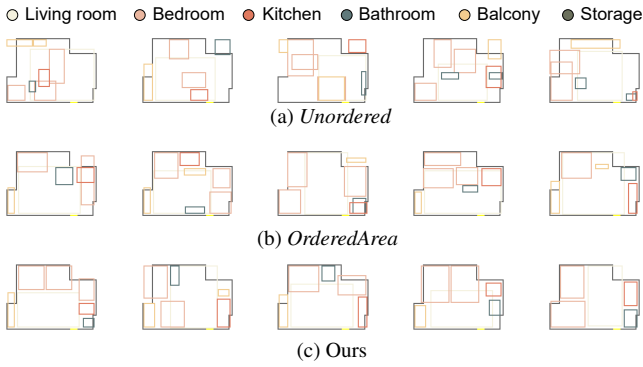 Living room Bedroom Kitchen Bathroom Balcony Storage
(a) Unordered
(b) OrderedArea
(c) Ours